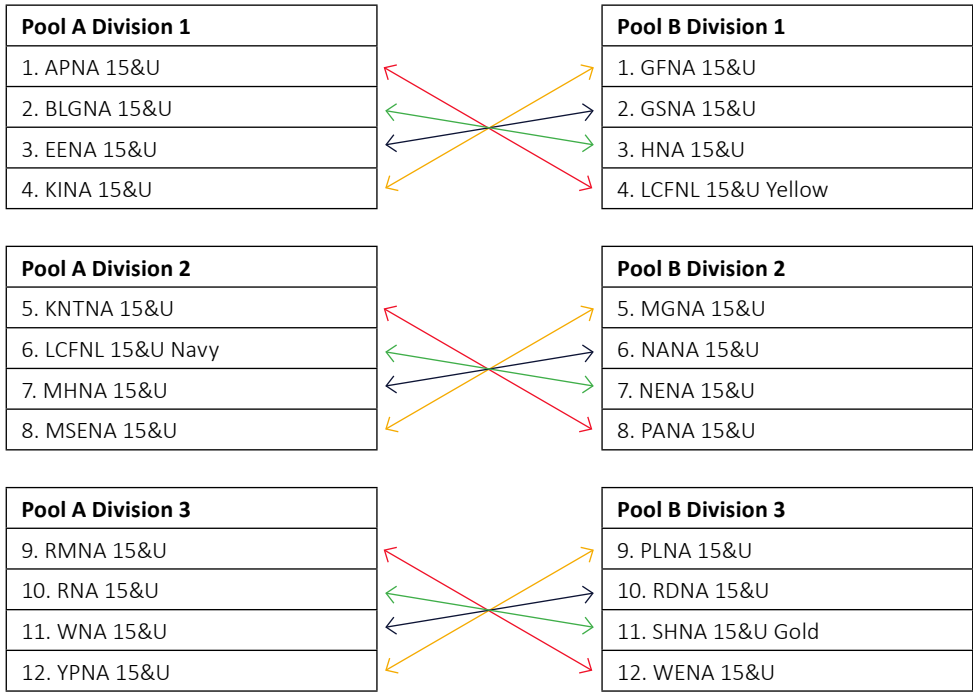 Pool A Division 1
1. APNA 15&U
2. BLGNA 15&U
3. EENA 15&U
4. KINA 15&U
Pool B Division 1
1. GFNA 15&U
2. GSNA 15&U
3. HNA 15&U
4. LCFNL 15&U Yellow
Pool A Division 2
5. KNTNA 15&U
6. LCFNL 15&U Navy
7. MHNA 15&U
8. MSENA 15&U
Pool B Division 2
5. MGNA 15&U
6. NANA 15&U
7. NENA 15&U
8. PANA 15&U
Pool A Division 3
9. RMNA 15&U
10. RNA 15&U
11. WNA 15&U
12. YPNA 15&U
Pool B Division 3
9. PLNA 15&U
10. RDNA 15&U
11. SHNA 15&U Gold
12. WENA 15&U